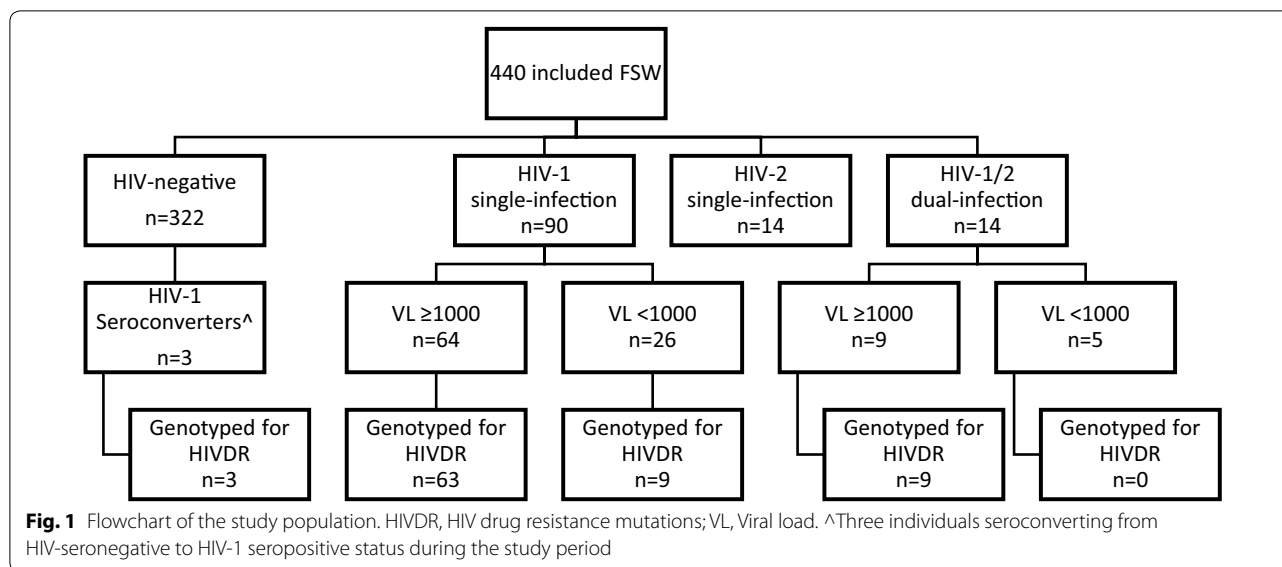 440 included FSW
HIV-negative
n=322
HIV-1
single-infection
n=90
HIV-2
single-infection
n=14
HIV-1/2
dual-infection
n=14
HIV-1
Seroconverters^
n=3
VL ≥1000
n=64
VL <1000
n=26
VL ≥1000
n=9
VL <1000
n=5
Genotyped for
HIVDR
n=3
Genotyped for
HIVDR
n=63
Genotyped for
HIVDR
n=9
Genotyped for
HIVDR
n=9
Genotyped for
HIVDR
n=0
Fig. 1 Flowchart of the study population. HIVDR, HIV drug resistance mutations; VL, Viral load. ^Three individuals seroconverting from
HIV-seronegative to HIV-1 seropositive status during the study period